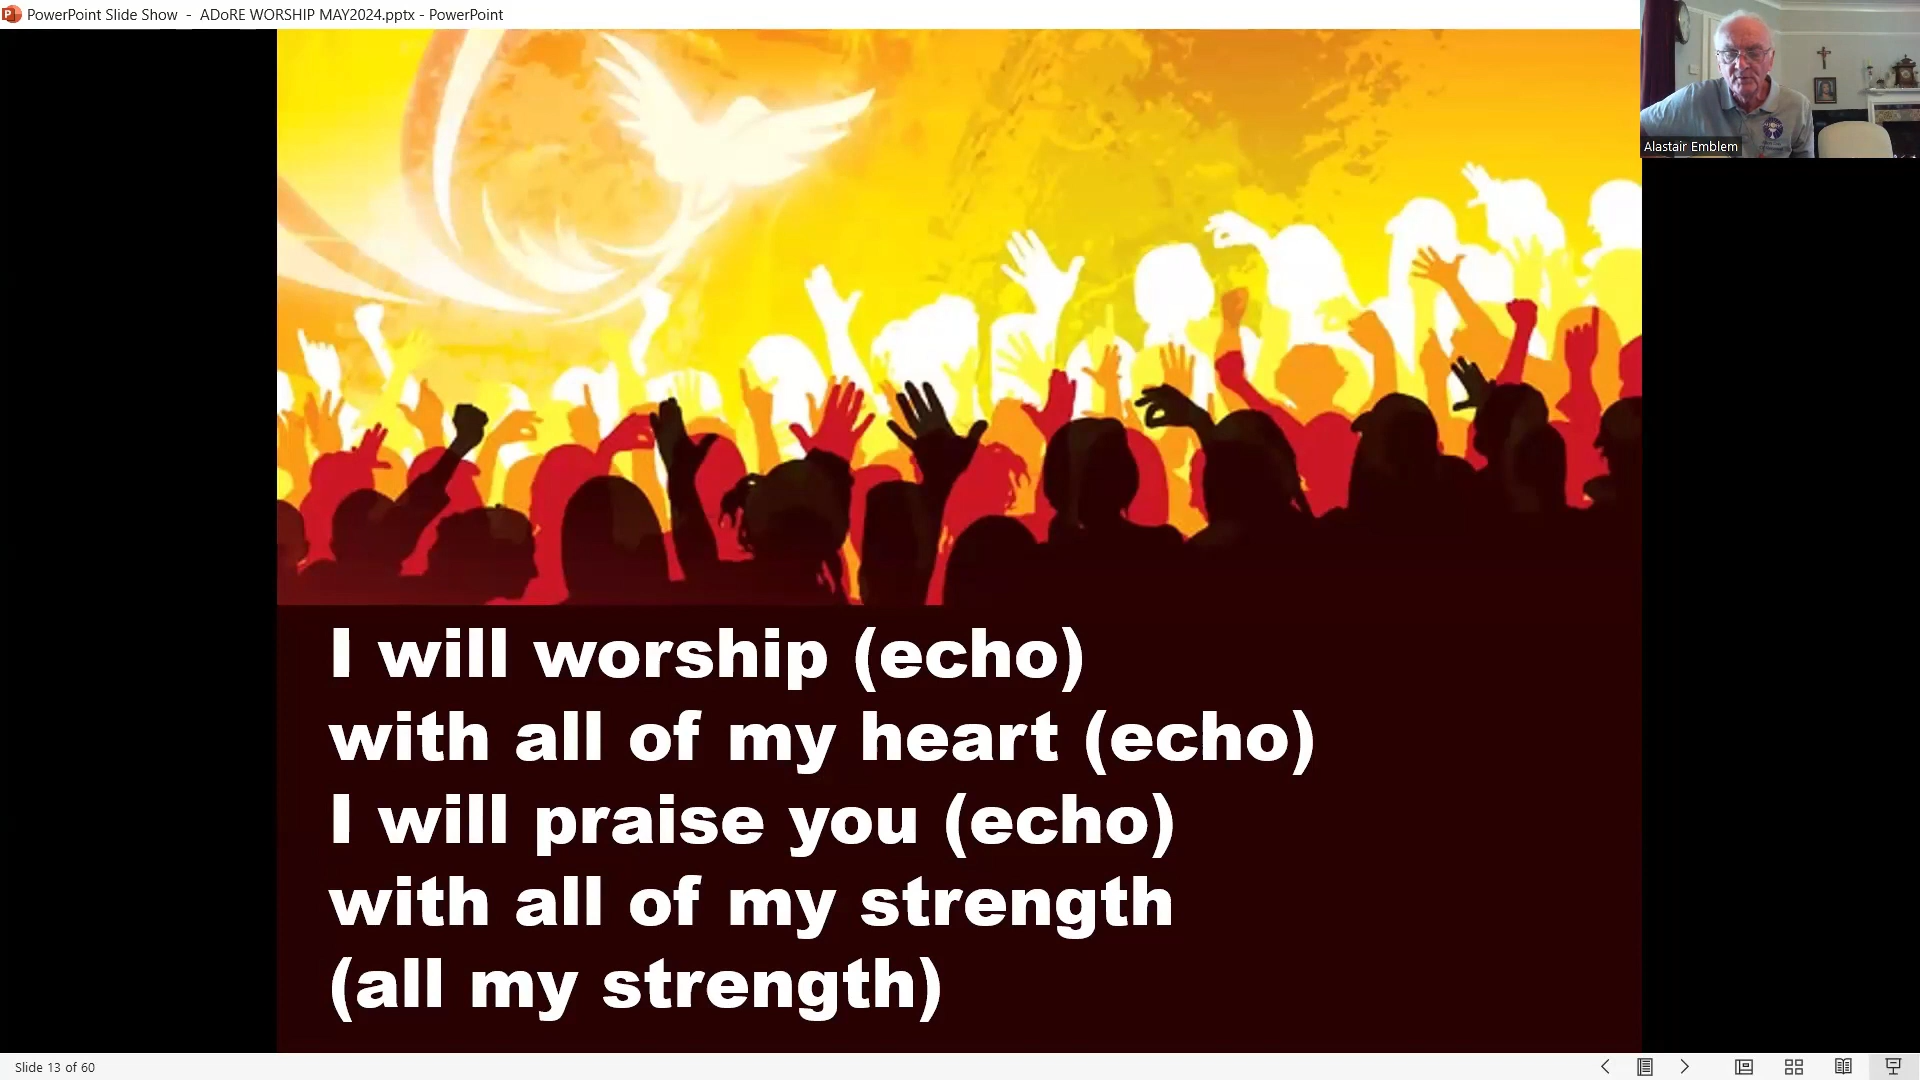 PowerPoint Slide Show - ADoRE WORSHIP MAY2024.pptx - PowerPoint
Alastair Emblem
I will worship (echo)
with all of my heart (echo)
I will praise you (echo)
with all of my strength
(all my strength)
Slide 13 of 60